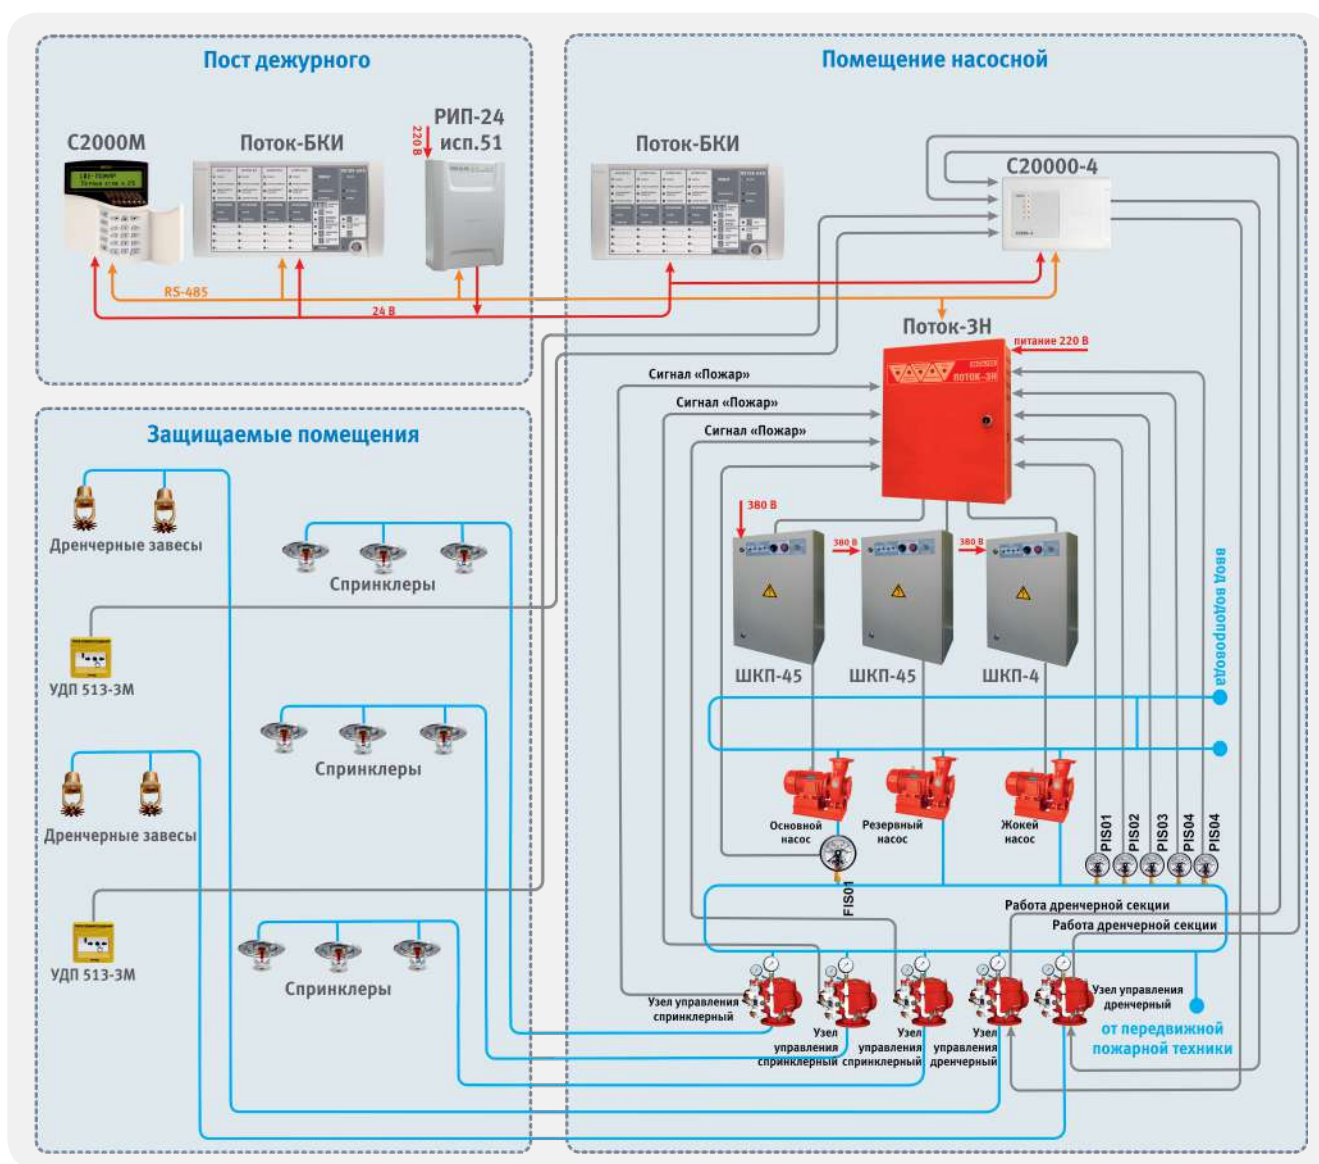 Пост дежурного
С2000М
Поток-БКИ
РИП-24
исп.51
220 В
RS-485
24 В
Помещение насосной
Поток-БКИ
С20000-4
Поток-3Н
питание 220 В
ПОТОК-3Н
Сигнал «Пожар»
Сигнал «Пожар»
Сигнал «Пожар»
380 В
380 В
380 В
ШКП-45
ШКП-45
ШКП-4
ввод водопровода
Основной
насос
Резервный
насос
Жокей
насос
FIS01
PIS01
PIS02
PIS03
PIS04
PIS04
Работа дренчерной секции
Работа дренчерной секции
Узел управления
спринклерный
Узел
управления
спринклерный
Узел
управления
спринклерный
Узел
управления
дренчерный
Узел управления
дренчерный
от передвижной
пожарной техники
Защищаемые помещения
Дренчерные завесы
Спринклеры
УДП 513-3М
Спринклеры
Дренчерные завесы
УДП 513-3М
Спринклеры